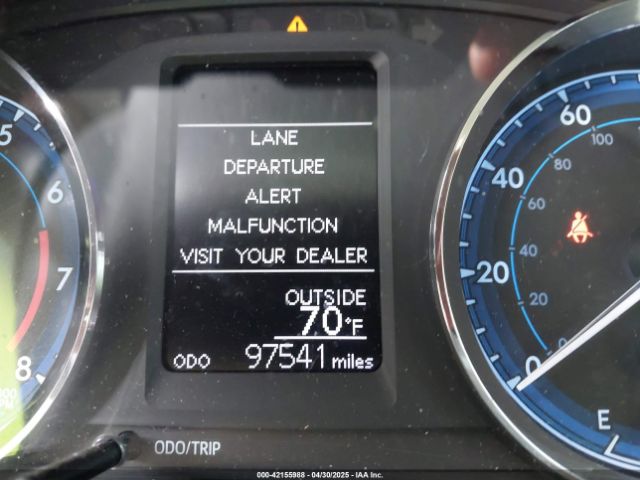 LANE
DEPARTURE
ALERT
MALFUNCTION
VISIT YOUR DEALER
OUTSIDE
70°F
ODO 97541 miles
ODO/TRIP
5
6
7
8
60
40
20
0
100
80
60
40
20
0
E
000-42155988 - 04/30/2025 - IAA Inc.